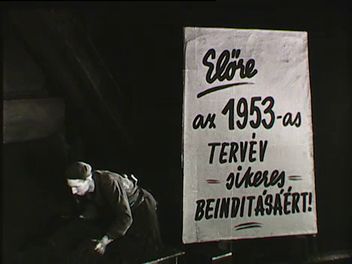 Előre
az 1953-as
TERVÉV
sikeres
BEINDITÁSÁÉRT!